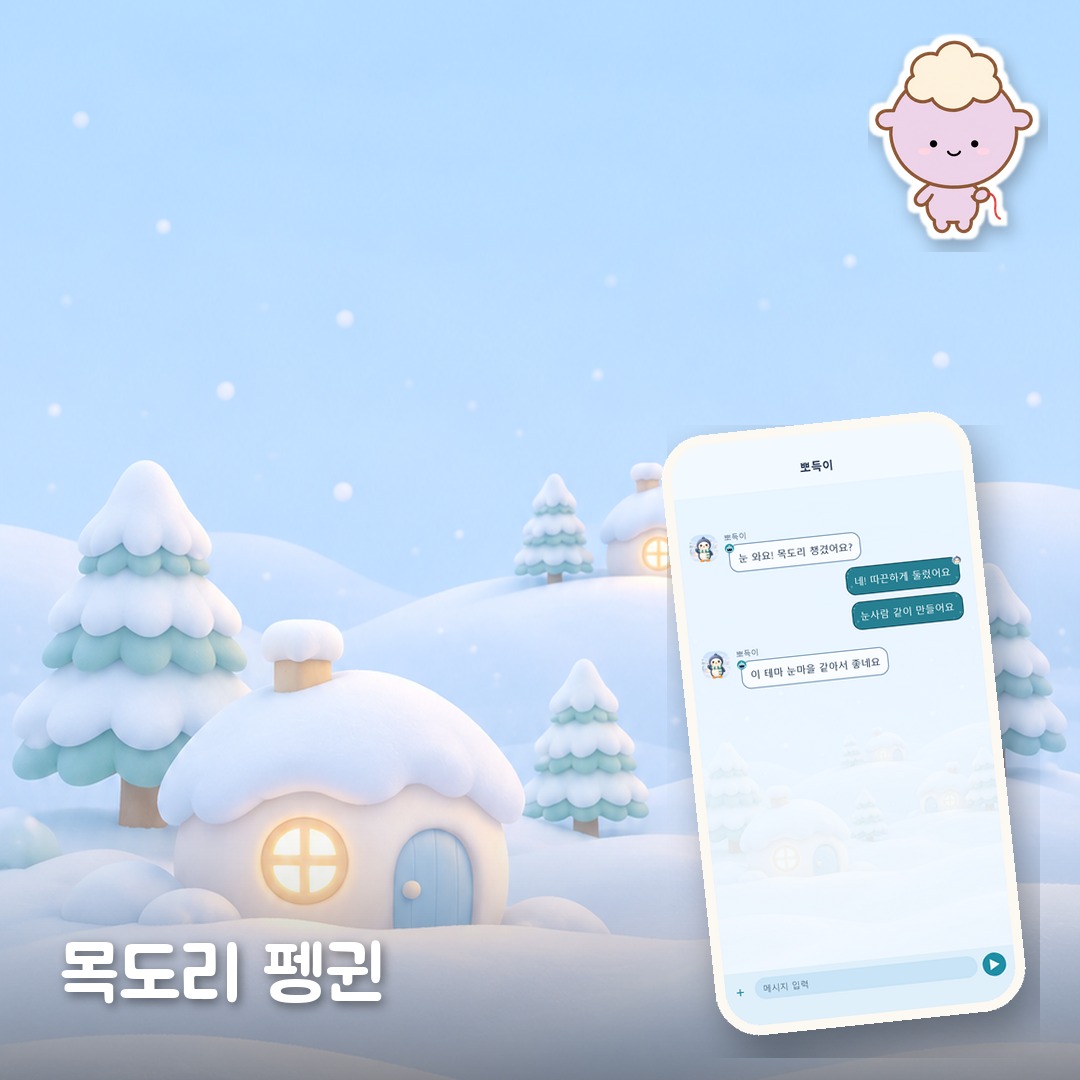 뽀득이
뽀득이
눈 와요! 목도리 챙겼어요?
네! 따끈하게 둘렀어요
눈사람 같이 만들어요
뽀득이
이 테마 눈마을 같아서 좋네요
+ 메시지 입력
목도리 펭귄